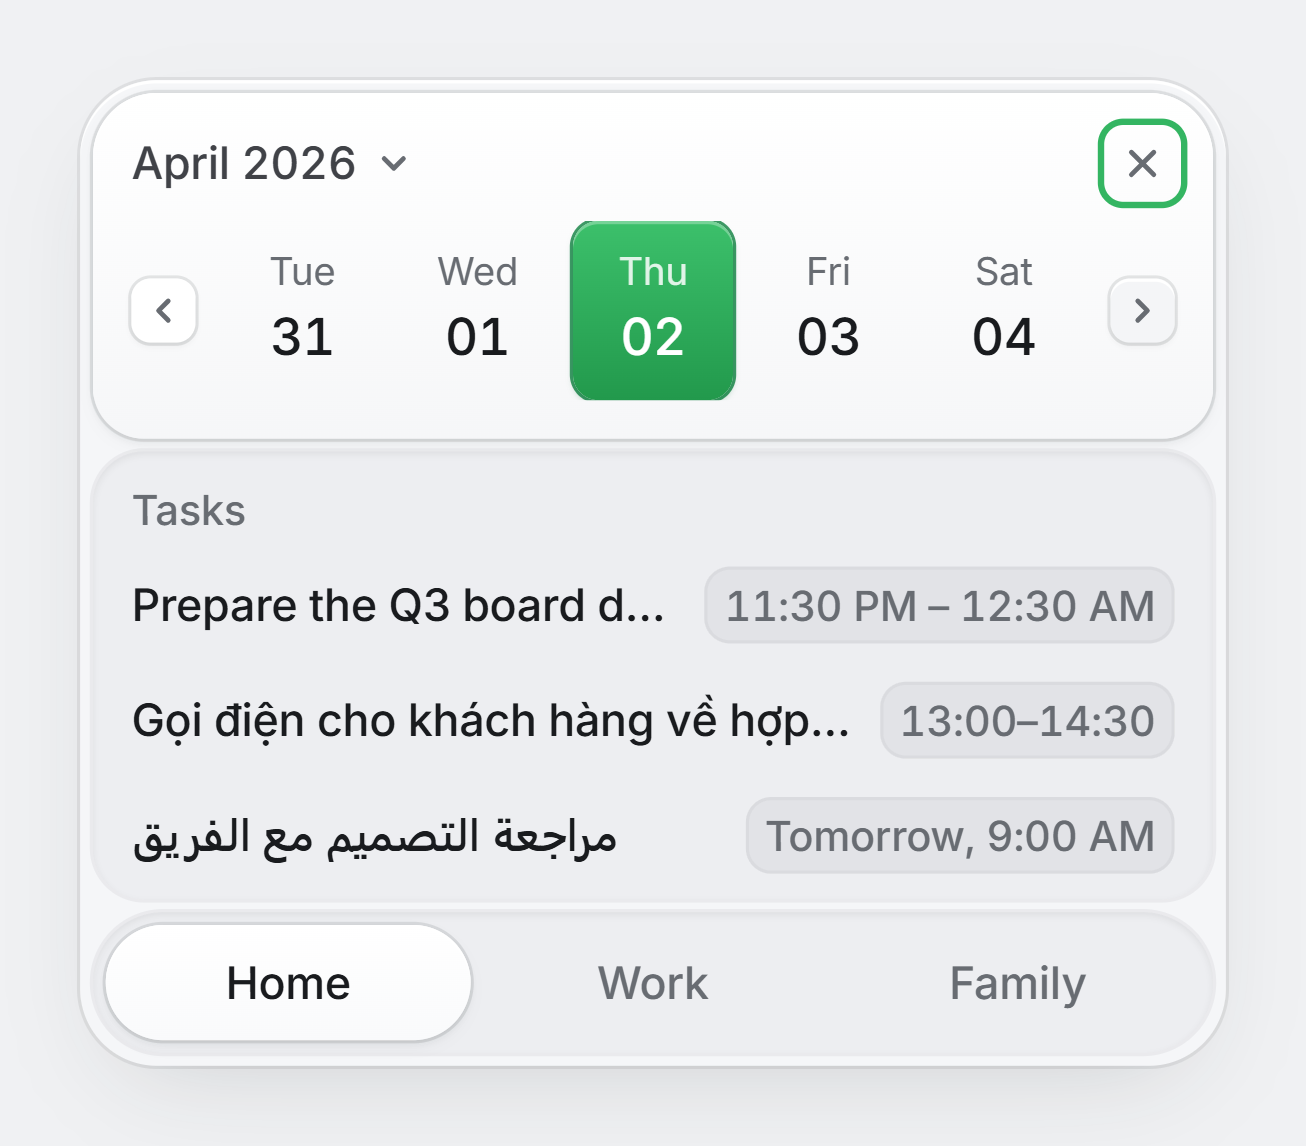 April 2026
Tue Wed Thu Fri Sat
31 01 02 03 04
Tasks
Prepare the Q3 board d... 11:30 PM – 12:30 AM
Gọi điện cho khách hàng về hợp... 13:00–14:30
مراجعة التصميم مع الفريق Tomorrow, 9:00 AM
Home Work Family